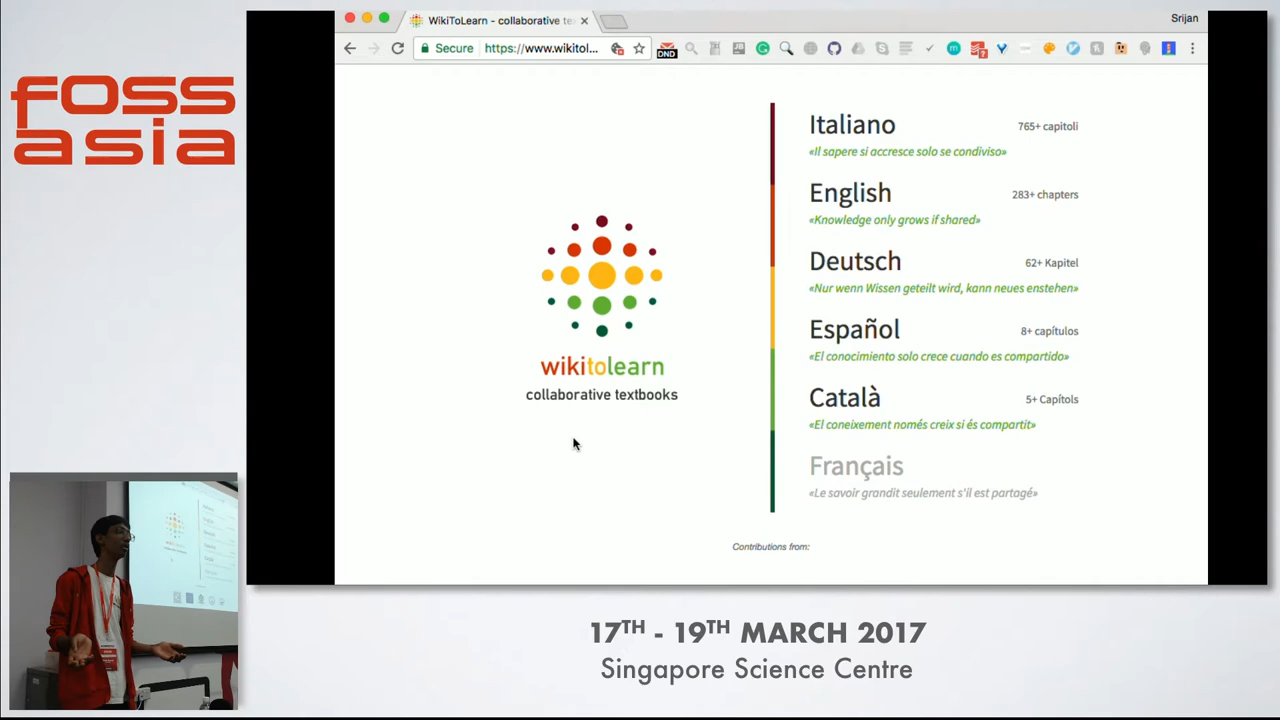 foss
asia
WikiToLearn - collaborative te
Srijan
Secure
https://www.wikitol...
DND
Italiano
765+ capitoli
«Il sapere si accresce solo se condiviso»
English
283+ chapters
«Knowledge only grows if shared»
Deutsch
62+ Kapitel
«Nur wenn Wissen geteilt wird, kann neues enstehen»
Español
8+ capítulos
«El conocimiento solo crece cuando es compartido»
Català
5+ Capítols
«El coneixement només creix si és compartit»
Français
«Le savoir grandit seulement s'il est partagé»
wikitolearn
collaborative textbooks
Contributions from:
17TH - 19TH MARCH 2017
Singapore Science Centre